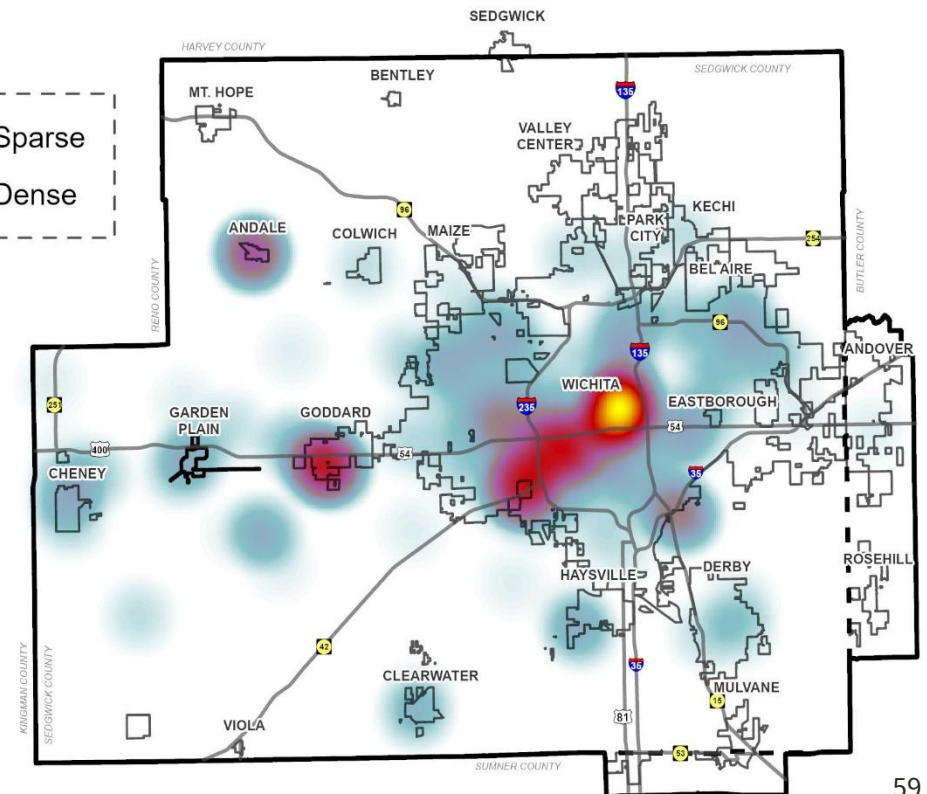 SEDGWICK
HARVEY COUNTY
SEDGWICK COUNTY
BENTLEY
MT. HOPE
135
Sparse
Dense
VALLEY
CENTER
96
KECHI
PARK
CITY
ANDALE
COLWICH
MAIZE
254
BEL AIRE
BUTLER COUNTY
RENO COUNTY
96
135
ANDOVER
WICHITA
251
235
EASTBOROUGH
GARDEN
PLAIN
GODDARD
54
400
54
CHENEY
35
ROSEHILL
HAYSVILLE
DERBY
KINGMAN COUNTY
SEDGWICK COUNTY
42
35
CLEARWATER
MULVANE
15
81
VIOLA
53
SUMNER COUNTY
59